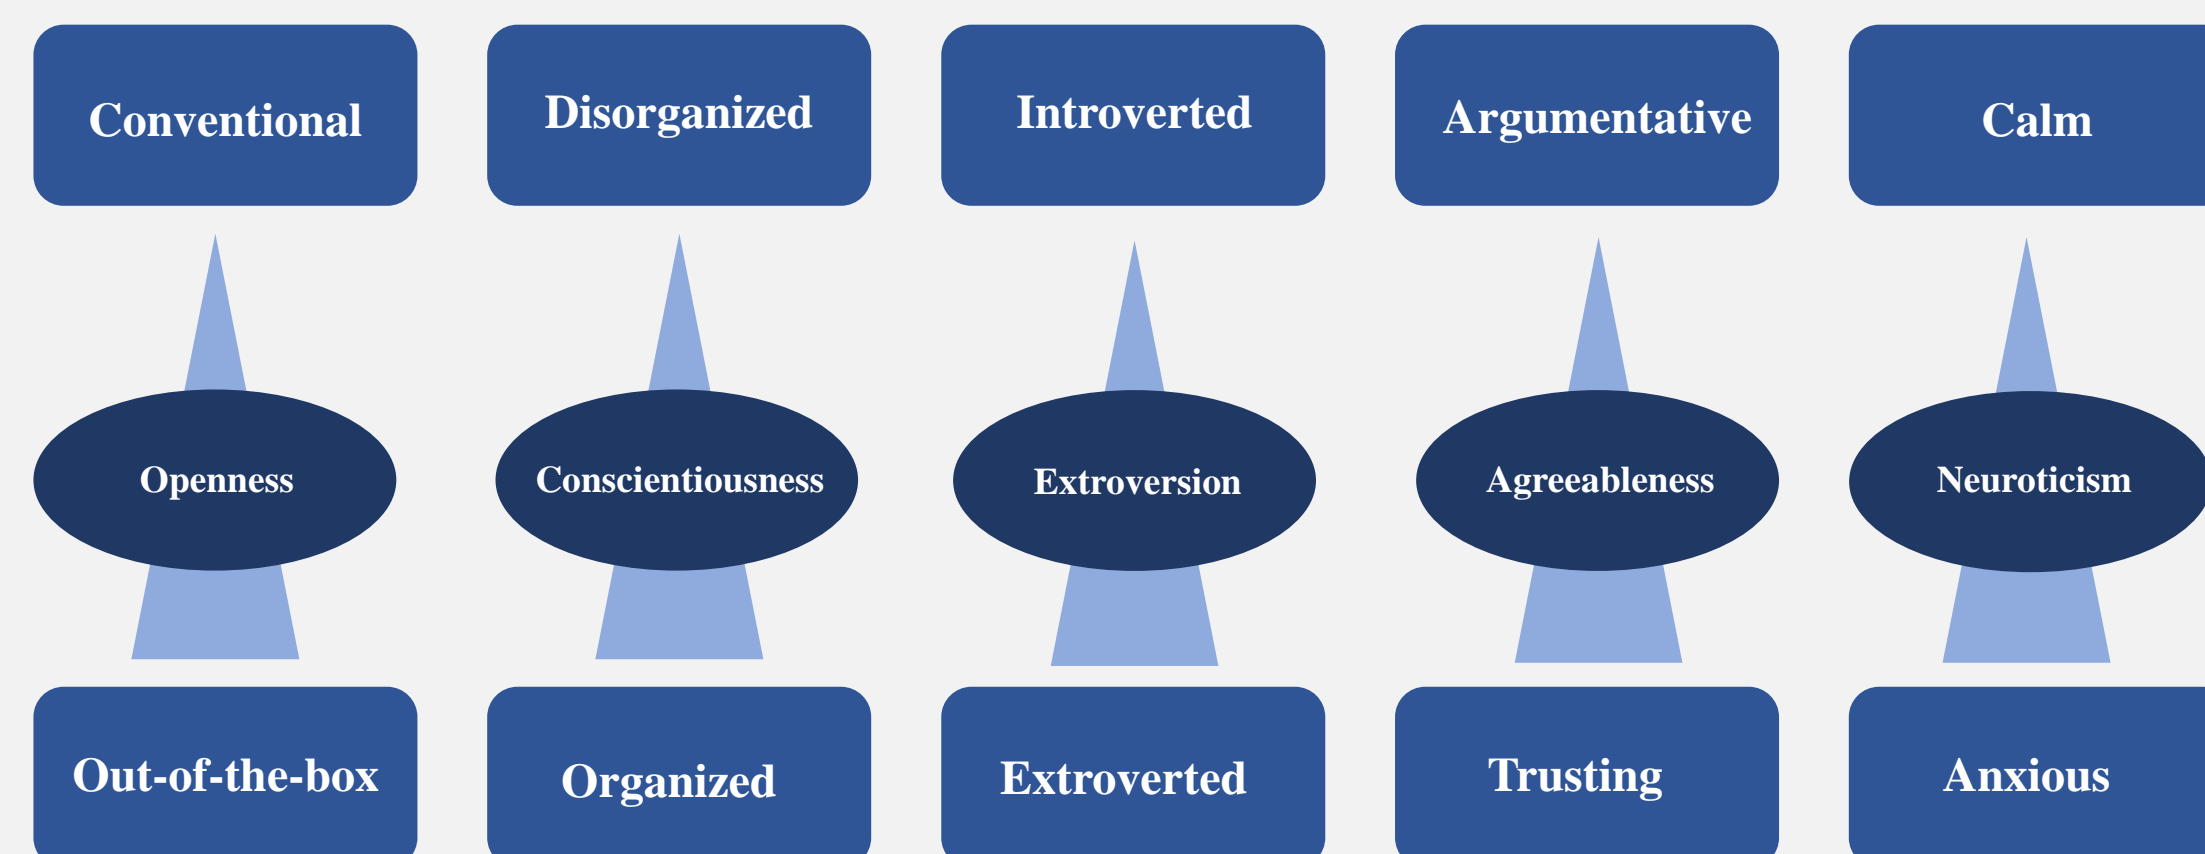 Conventional
Disorganized
Introverted
Argumentative
Calm
Openness
Conscientiousness
Extroversion
Agreeableness
Neuroticism
Out-of-the-box
Organized
Extroverted
Trusting
Anxious